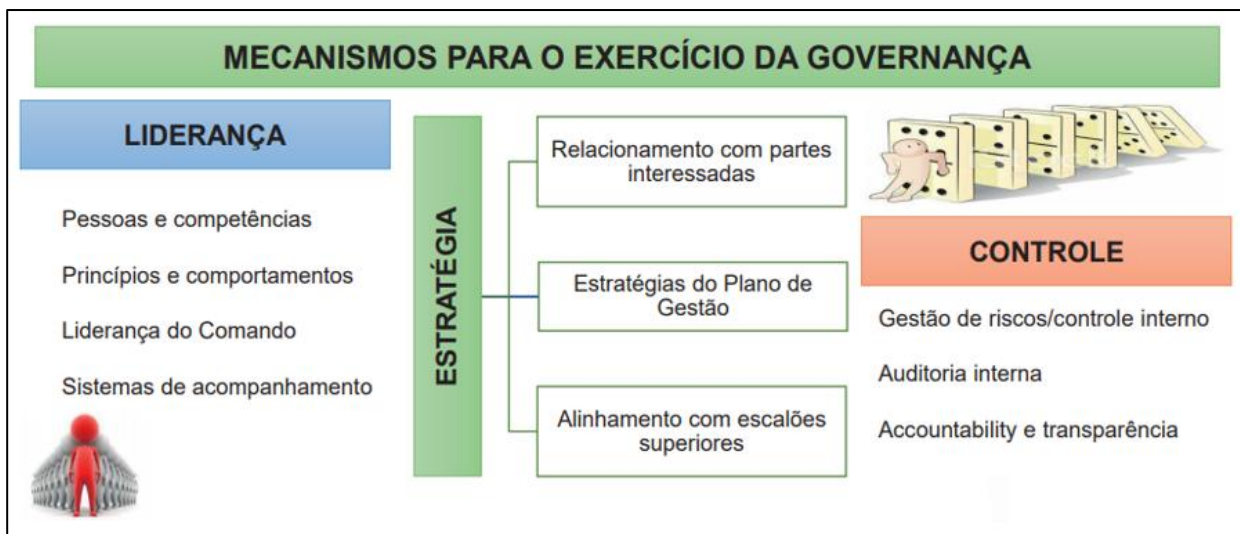 MECANISMOS PARA O EXERCÍCIO DA GOVERNANÇA
LIDERANÇA
Pessoas e competências
Princípios e comportamentos
Liderança do Comando
Sistemas de acompanhamento
ESTRATÉGIA
Relacionamento com partes
interessadas
Estratégias do Plano de
Gestão
Alinhamento com escalões
superiores
CONTROLE
Gestão de riscos/controle interno
Auditoria interna
Accountability e transparência